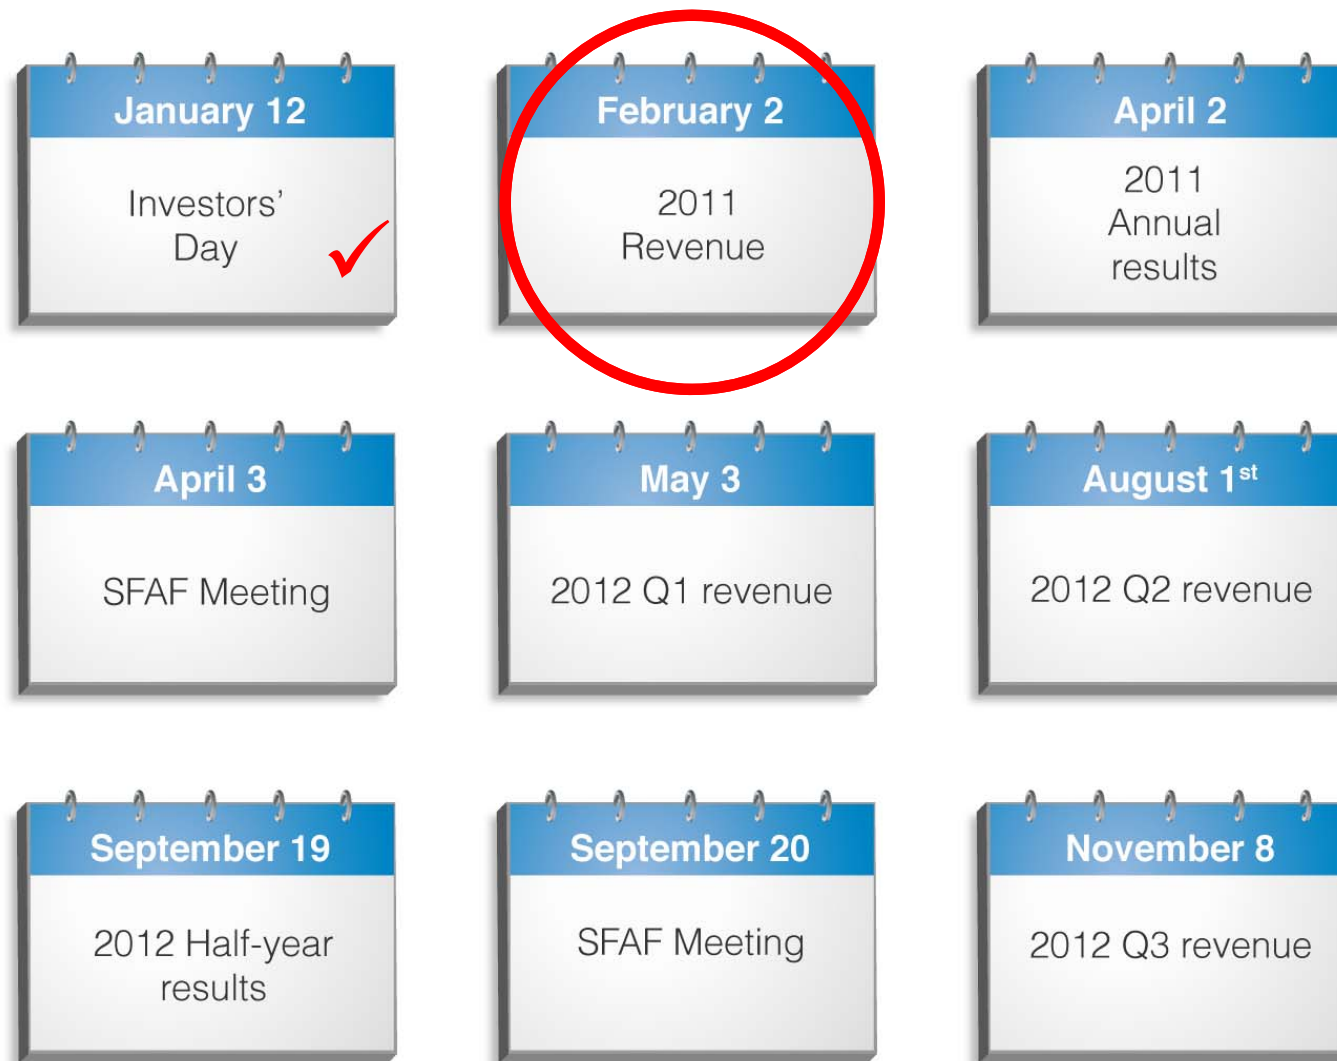 January 12
Investors’
Day
February 2
2011
Revenue
April 2
2011
Annual
results
April 3
SFAF Meeting
May 3
2012 Q1 revenue
August 1st
2012 Q2 revenue
September 19
2012 Half-year
results
September 20
SFAF Meeting
November 8
2012 Q3 revenue